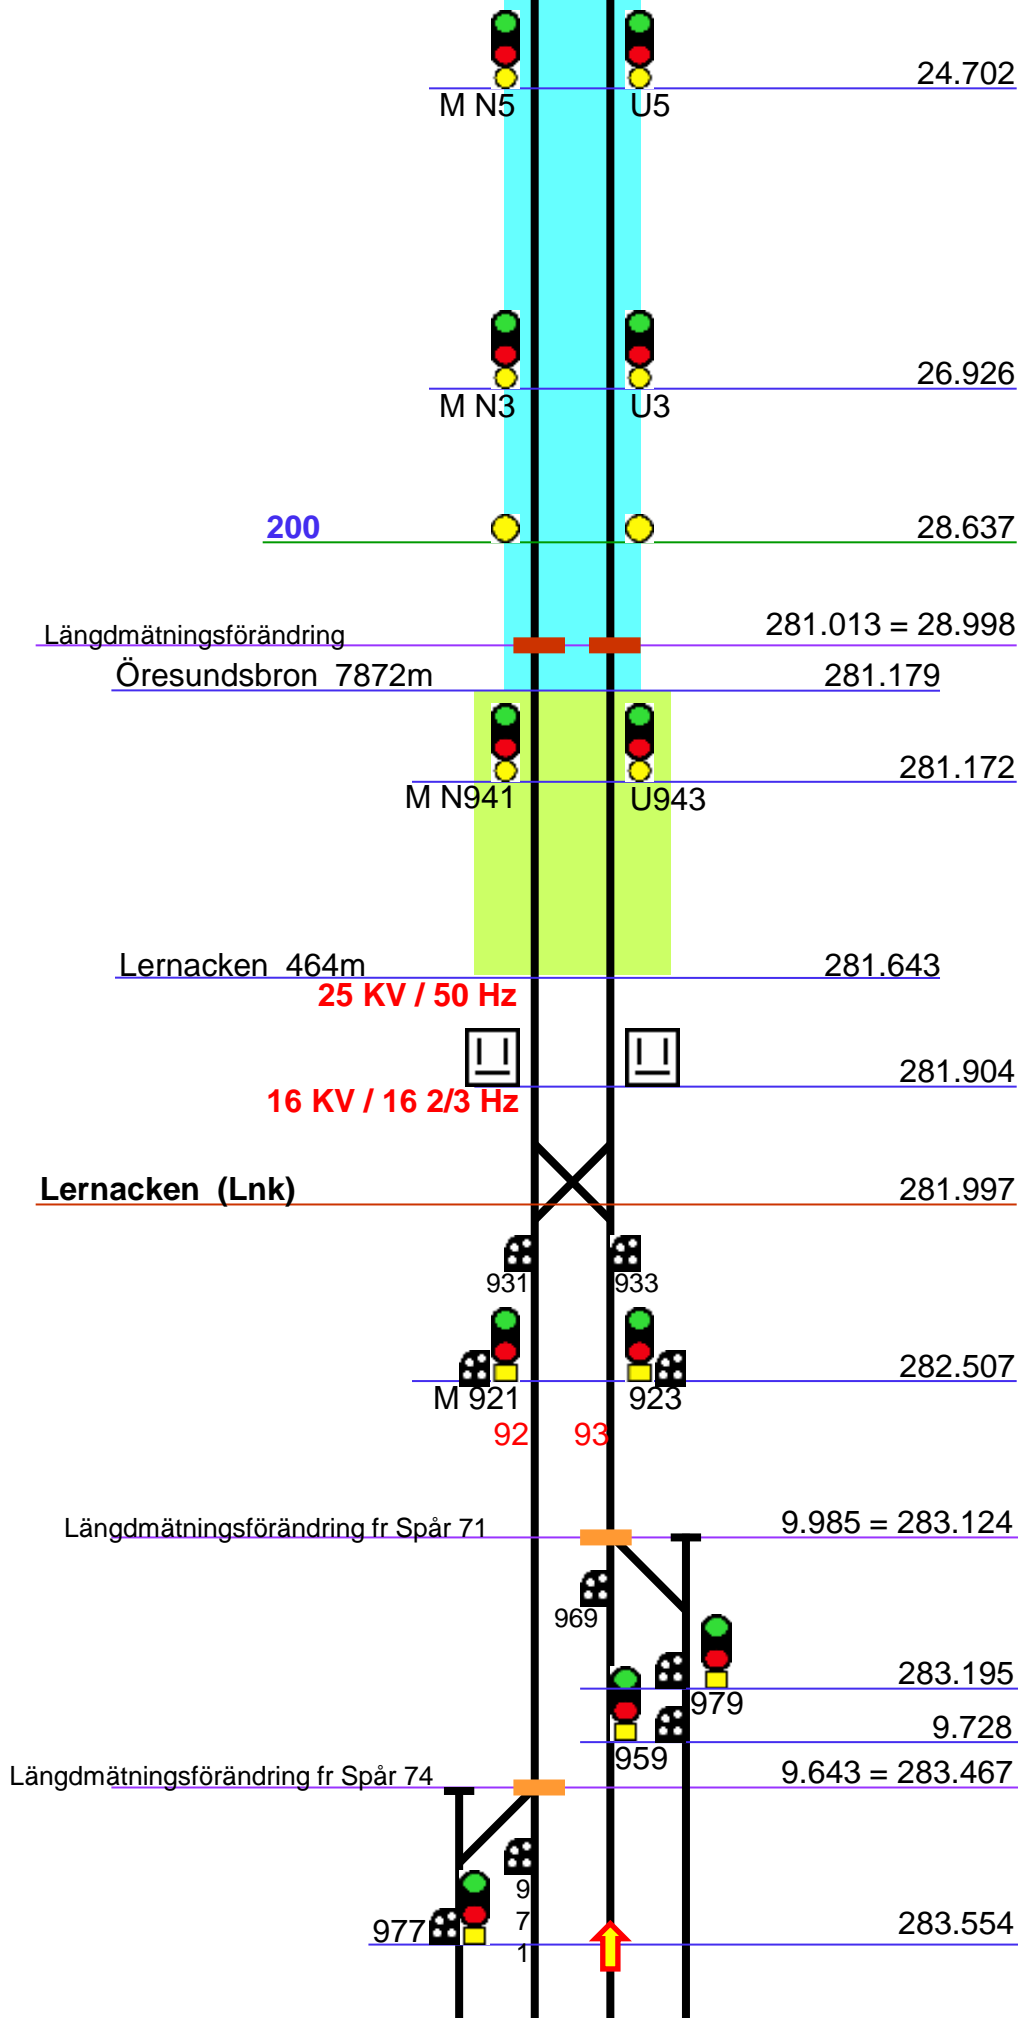 24.702
M N5 U5
26.926
M N3 U3
200 28.637
Längdmätningsförändring 281.013 = 28.998
Öresundsbron 7872m 281.179
281.172
M N941 U943
Lernacken 464m 281.643
25 KV / 50 Hz
281.904
16 KV / 16 2/3 Hz
Lernacken (Lnk) 281.997
931 933
282.507
M 921 923
92 93
Längdmätningsförändring fr Spår 71 9.985 = 283.124
969
283.195
979
9.728
959
Längdmätningsförändring fr Spår 74 9.643 = 283.467
9
7
1
977 283.554